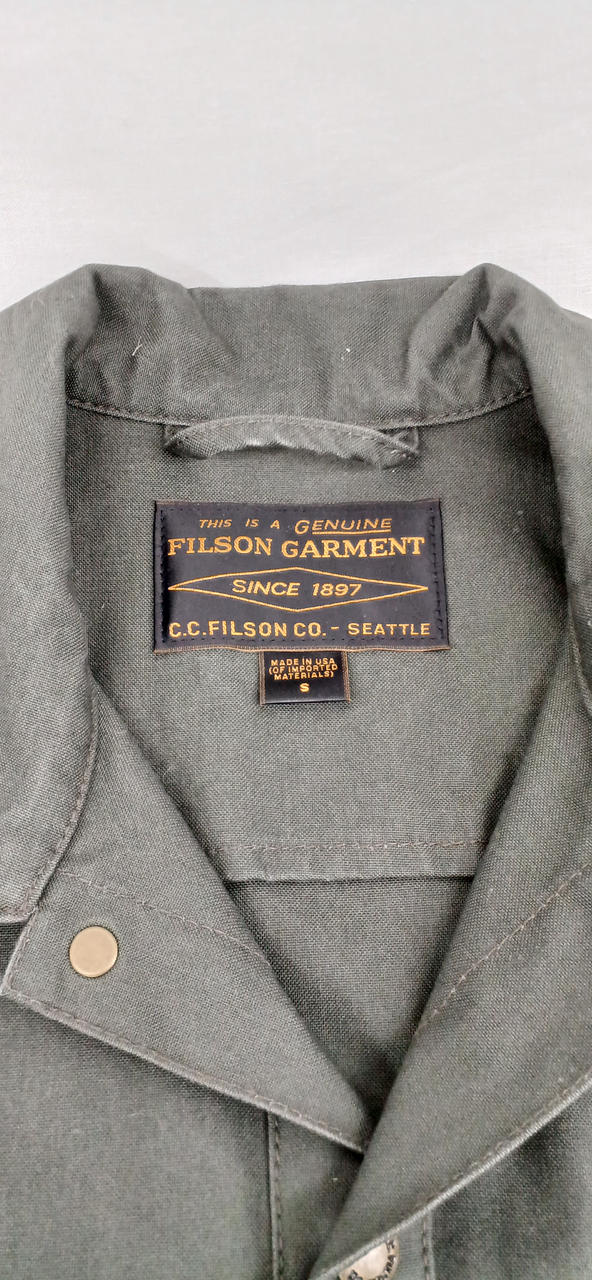 THIS IS A GENUINE
FILSON GARMENT
SINCE 1897
C.C.FILSON CO. - SEATTLE
MADE IN USA
(OF IMPORTED
MATERIALS)
S